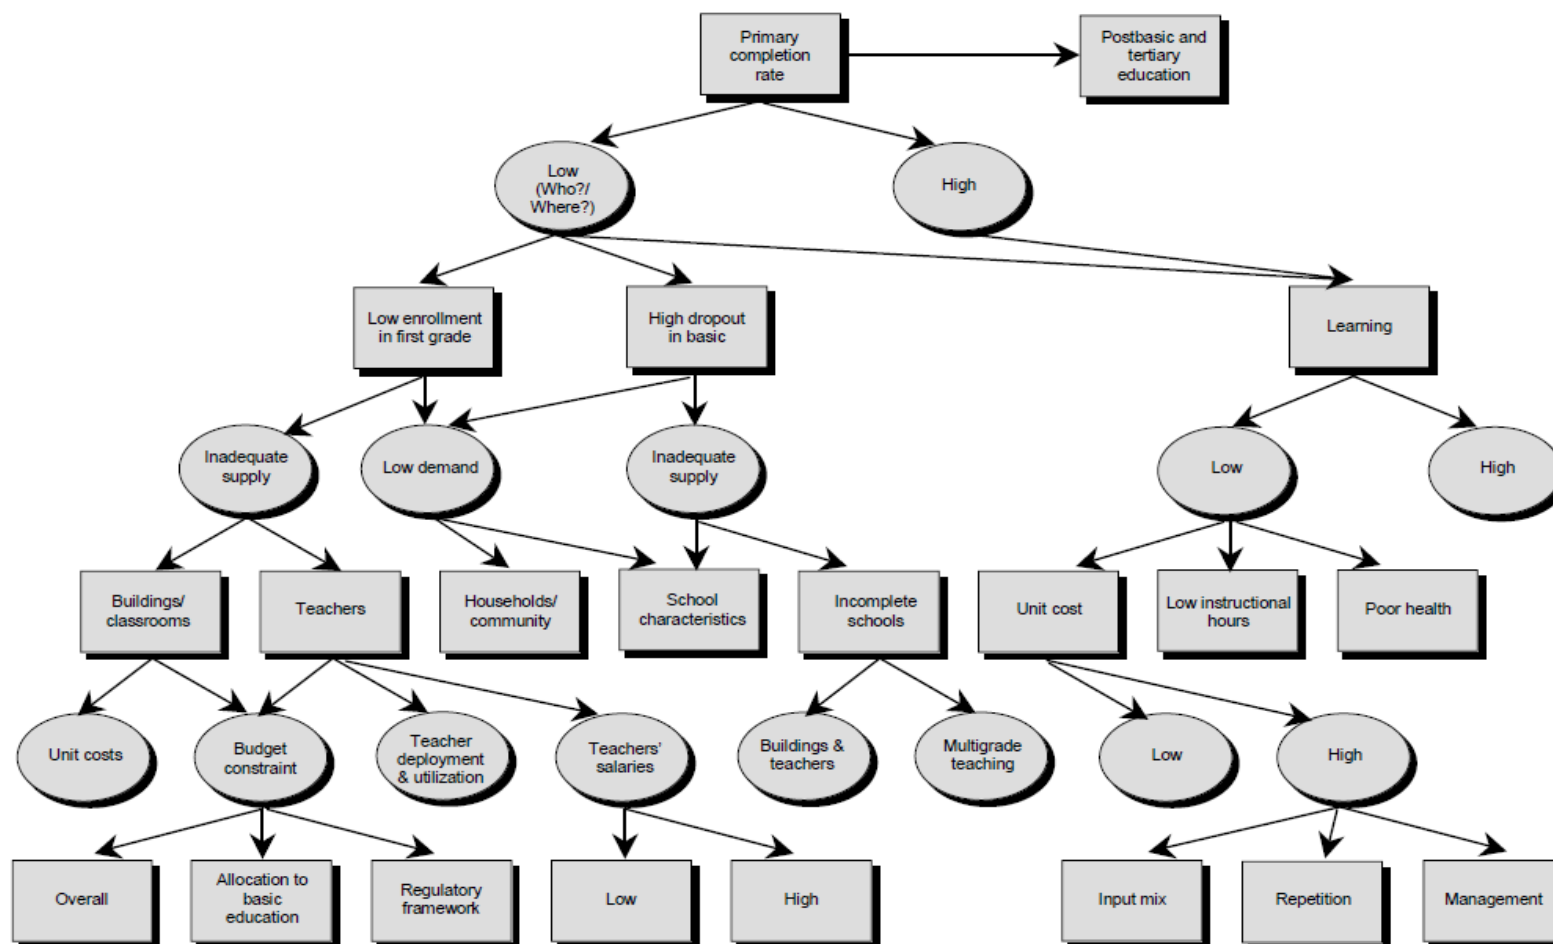 Primary
completion
rate
Postbasic and
tertiary
education
Low
(Who?/
Where?)
High
Low enrollment
in first grade
High dropout
in basic
Learning
Inadequate
supply
Low demand
Inadequate
supply
Low
High
Buildings/
classrooms
Teachers
Households/
community
School
characteristics
Incomplete
schools
Unit cost
Low instructional
hours
Poor health
Unit costs
Budget
constraint
Teacher
deployment
& utilization
Teachers’
salaries
Buildings &
teachers
Multigrade
teaching
Low
High
Overall
Allocation to
basic
education
Regulatory
framework
Low
High
Input mix
Repetition
Management